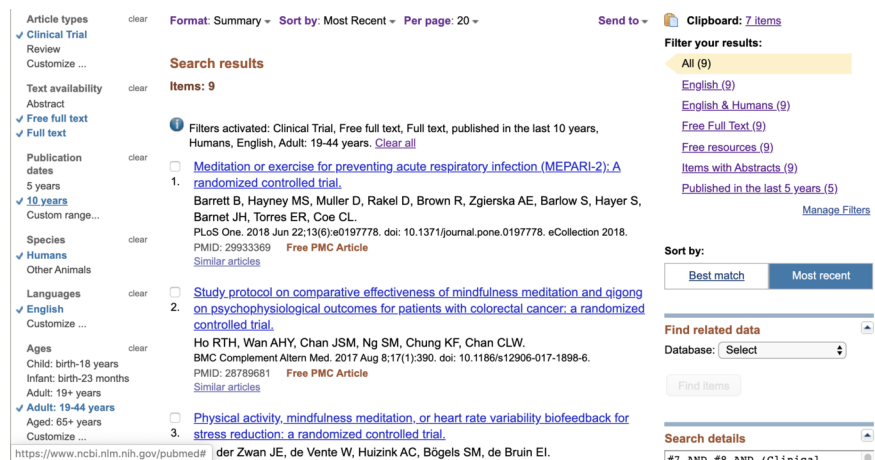 Article types clear
Clinical Trial
Review
Customize ...
Text availability clear
Abstract
Free full text
Full text
Publication dates clear
5 years
10 years
Custom range...
Species clear
Humans
Other Animals
Languages clear
English
Customize ...
Ages clear
Child: birth-18 years
Infant: birth-23 months
Adult: 19+ years
Adult: 19-44 years
Aged: 65+ years
Customize ...
https://www.ncbi.nlm.nih.gov/pubmed#
Format: Summary Sort by: Most Recent Per page: 20 Send to
Search results
Items: 9
Filters activated: Clinical Trial, Free full text, Full text, published in the last 10 years,
Humans, English, Adult: 19-44 years. Clear all
Meditation or exercise for preventing acute respiratory infection (MEPARI-2): A
1. randomized controlled trial.
Barrett B, Hayney MS, Muller D, Rakel D, Brown R, Zgierska AE, Barlow S, Hayer S,
Barnet JH, Torres ER, Coe CL.
PLoS One. 2018 Jun 22;13(6):e0197778. doi: 10.1371/journal.pone.0197778. eCollection 2018.
PMID: 29933369 Free PMC Article
Similar articles
Study protocol on comparative effectiveness of mindfulness meditation and qigong
2. on psychophysiological outcomes for patients with colorectal cancer: a randomized
controlled trial.
Ho RTH, Wan AHY, Chan JSM, Ng SM, Chung KF, Chan CLW.
BMC Complement Altern Med. 2017 Aug 8;17(1):390. doi: 10.1186/s12906-017-1898-6.
PMID: 28789681 Free PMC Article
Similar articles
Physical activity, mindfulness meditation, or heart rate variability biofeedback for
3. stress reduction: a randomized controlled trial.
der Zwan JE, de Vente W, Huizink AC, Bögels SM, de Bruin EI.
Clipboard: 7 items
Filter your results:
All (9)
English (9)
English & Humans (9)
Free Full Text (9)
Free resources (9)
Items with Abstracts (9)
Published in the last 5 years (5)
Manage Filters
Sort by:
Best match Most recent
Find related data
Database: Select
Find items
Search details
#7 AND #8 AND (Clinical